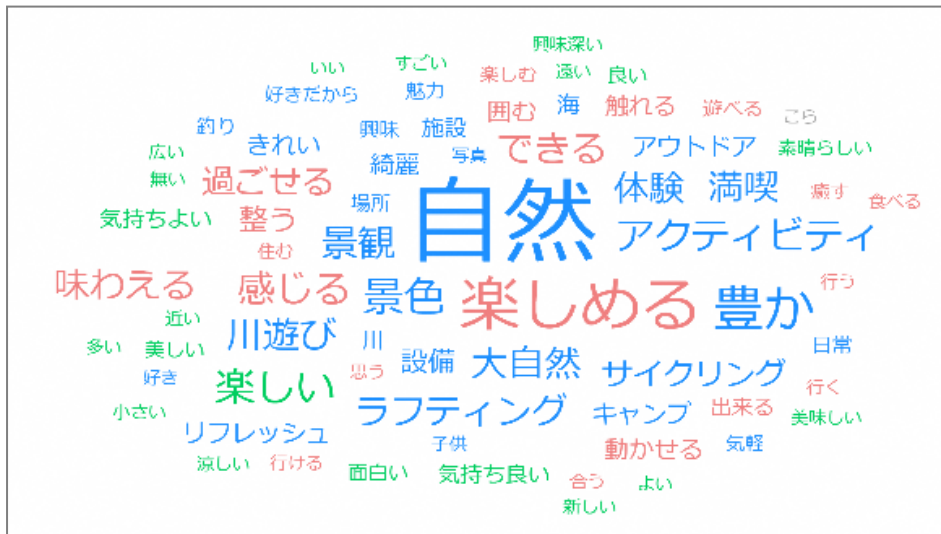 興味深い
いい すごい 楽しむ 遠い 良い
好きだから 魅力 囲む 海 触れる 遊べる こら
釣り きれい 興味 施設 できる アウトドア 素晴らしい
広い 綺麗 写真
無い 過ごせる 場所 自然 体験 満喫 癒す 食べる
気持ちよい 整う 景観 アクティビティ
住む
味わえる 感じる 景色 楽しめる 豊か 行う
近い
多い 美しい 川遊び 川 設備 大自然 日常
好き 楽しい 思う サイクリング 行く
小さい ラフティング キャンプ 出来る 美味しい
リフレッシュ 子供 動かせる 気軽
涼しい 行ける 面白い 気持ち良い 合う よい
新しい